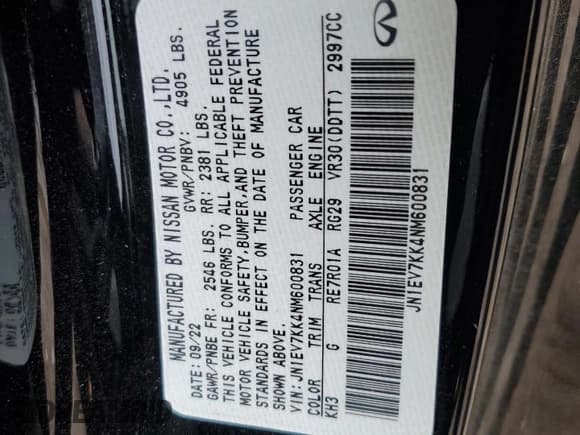 MANUFACTURED BY NISSAN MOTOR CO.,LTD.
DATE: 09/22 GVWR/PNBV: 4905 LBS.
GAWR/PNBE FR: 2546 LBS. RR: 2381 LBS.
THIS VEHICLE CONFORMS TO ALL APPLICABLE FEDERAL
MOTOR VEHICLE SAFETY,BUMPER,AND THEFT PREVENTION
STANDARDS IN EFFECT ON THE DATE OF MANUFACTURE
SHOWN ABOVE.
VIN:JN1EV7KK4NM600831 PASSENGER CAR
COLOR TRIM TRANS AXLE ENGINE
KH3 G RE7R01A RG29 VR30(DDTT) 2997CC
JN1EV7KK4NM600831